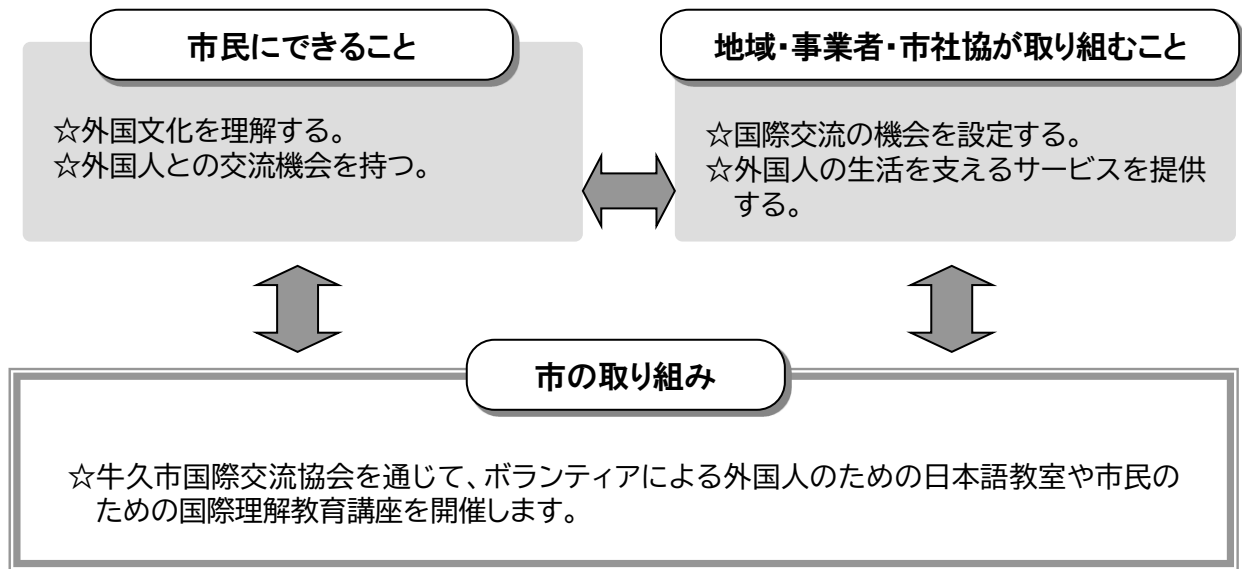 市民にできること
☆外国文化を理解する。
☆外国人との交流機会を持つ。
地域・事業者・市社協が取り組むこと
☆国際交流の機会を設定する。
☆外国人の生活を支えるサービスを提供
する。
市の取り組み
☆牛久市国際交流協会を通じて、ボランティアによる外国人のための日本語教室や市民の
ための国際理解教育講座を開催します。